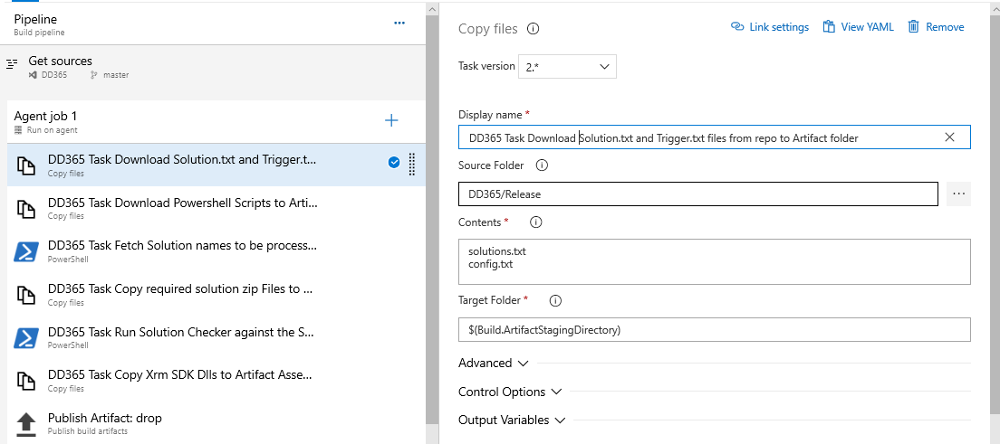 Pipeline
Build pipeline
Get sources
DD365 master
Agent job 1
Run on agent
DD365 Task Download Solution.txt and Trigger.t...
Copy files
DD365 Task Download Powershell Scripts to Arti...
Copy files
DD365 Task Fetch Solution names to be process...
PowerShell
DD365 Task Copy required solution zip Files to ...
Copy files
DD365 Task Run Solution Checker against the S...
PowerShell
DD365 Task Copy Xrm SDK Dlls to Artifact Asse...
Copy files
Publish Artifact: drop
Publish build artifacts
Copy files
Link settings View YAML Remove
Task version 2.*
Display name *
DD365 Task Download Solution.txt and Trigger.txt files from repo to Artifact folder
Source Folder
DD365/Release
Contents *
solutions.txt
config.txt
Target Folder *
$(Build.ArtifactStagingDirectory)
Advanced
Control Options
Output Variables